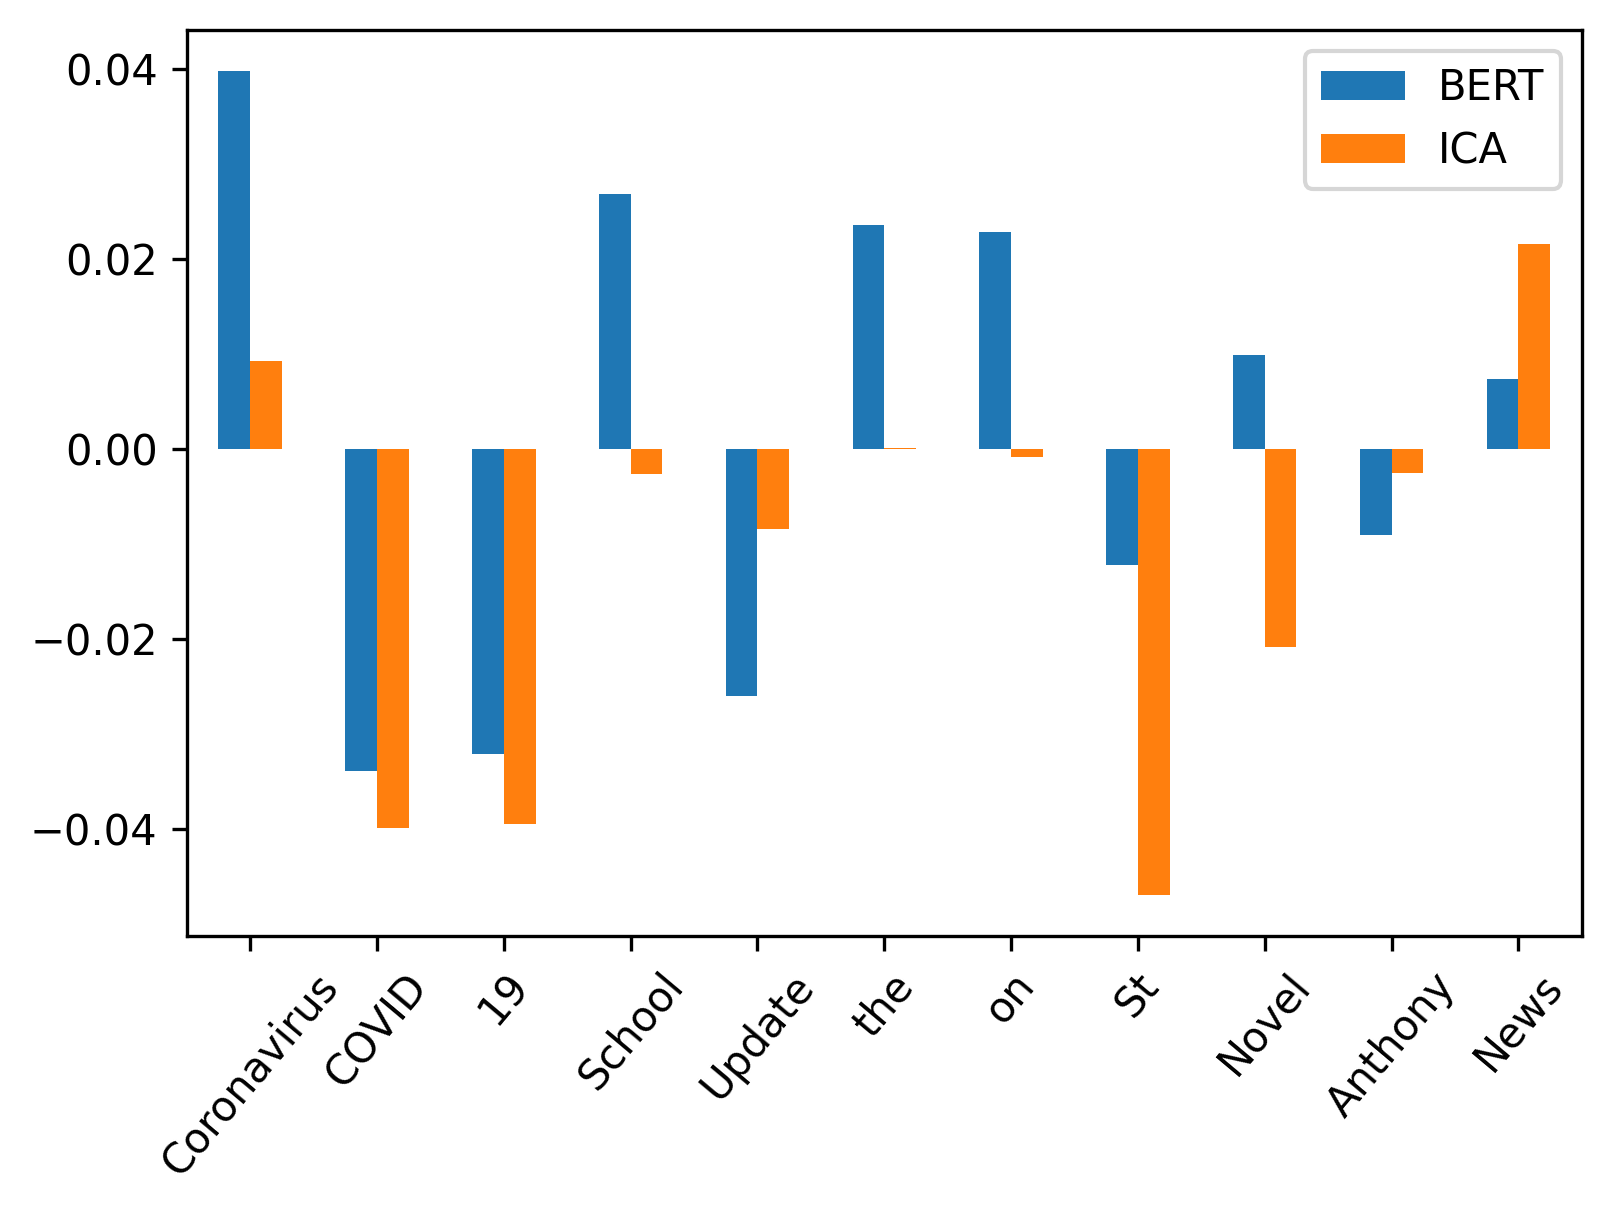 BERT
ICA
0.04
0.02
0.00
−0.02
−0.04
Coronavirus
COVID
19
School
Update
the
on
St
Novel
Anthony
News